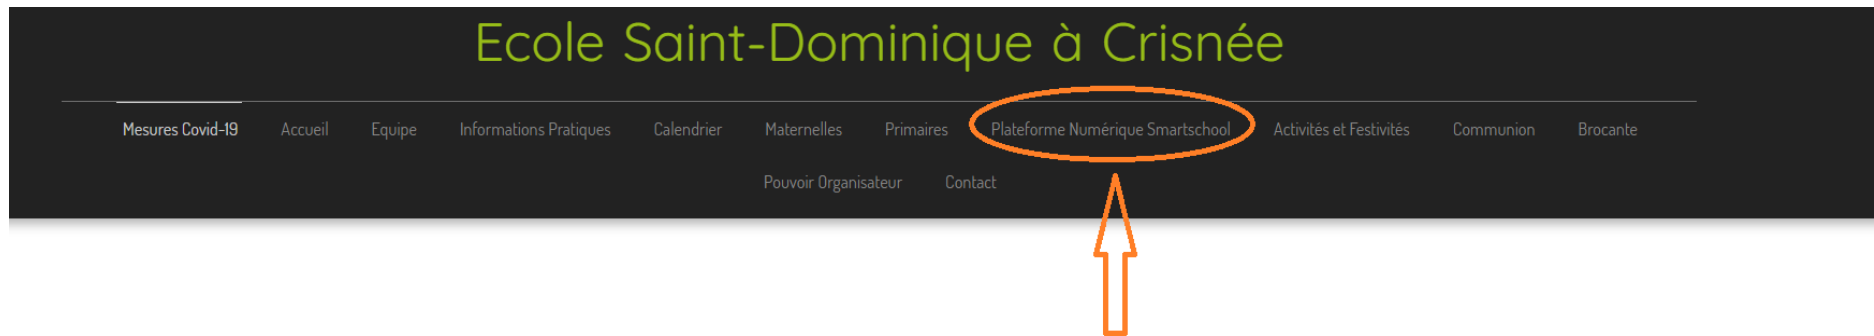 Ecole Saint-Dominique à Crisnée
Mesures Covid-19 Accueil Equipe Informations Pratiques Calendrier Maternelles Primaires Plateforme Numérique Smartschool Activités et Festivités Communion Brocante
Pouvoir Organisateur Contact